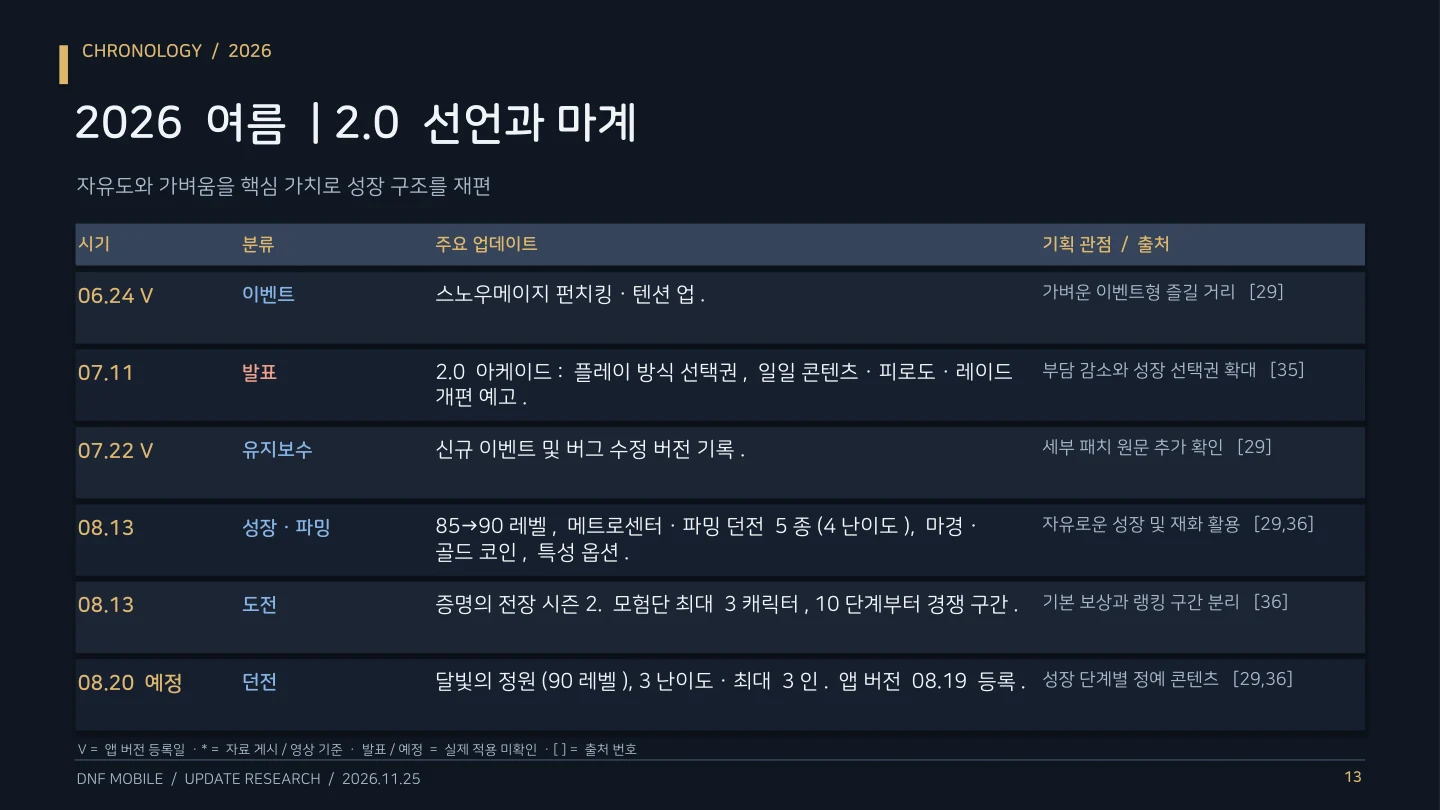 CHRONOLOGY / 2026
2026 여름 | 2.0 선언과 마계
자유도와 가벼움을 핵심 가치로 성장 구조를 재편
시기 분류 주요 업데이트 기획 관점 / 출처
06.24 V 이벤트 스노우메이지 펀치킹 · 텐션 업 . 가벼운 이벤트형 즐길 거리 [29]
07.11 발표 2.0 아케이드 : 플레이 방식 선택권 , 일일 콘텐츠 · 피로도 · 레이드 부담 감소와 성장 선택권 확대 [35]
개편 예고 .
07.22 V 유지보수 신규 이벤트 및 버그 수정 버전 기록 . 세부 패치 원문 추가 확인 [29]
08.13 성장 · 파밍 85→90 레벨 , 메트로센터 · 파밍 던전 5 종 (4 난이도 ), 마경 · 자유로운 성장 및 재화 활용 [29,36]
골드 코인 , 특성 옵션 .
08.13 도전 증명의 전장 시즌 2. 모험단 최대 3 캐릭터 , 10 단계부터 경쟁 구간 . 기본 보상과 랭킹 구간 분리 [36]
08.20 예정 던전 달빛의 정원 (90 레벨 ), 3 난이도 · 최대 3 인 . 앱 버전 08.19 등록 . 성장 단계별 정예 콘텐츠 [29,36]
V = 앱 버전 등록일 · * = 자료 게시 / 영상 기준 · 발표 / 예정 = 실제 적용 미확인 · [ ] = 출처 번호
DNF MOBILE / UPDATE RESEARCH / 2026.11.25 13